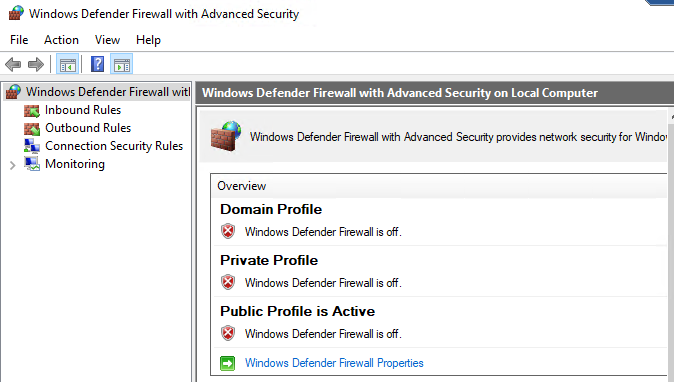 Windows Defender Firewall with Advanced Security
File Action View Help
Windows Defender Firewall wit
Inbound Rules
Outbound Rules
Connection Security Rules
Monitoring
Windows Defender Firewall with Advanced Security on Local Computer
Windows Defender Firewall with Advanced Security provides network security for Window
Overview
Domain Profile
Windows Defender Firewall is off.
Private Profile
Windows Defender Firewall is off.
Public Profile is Active
Windows Defender Firewall is off.
Windows Defender Firewall Properties